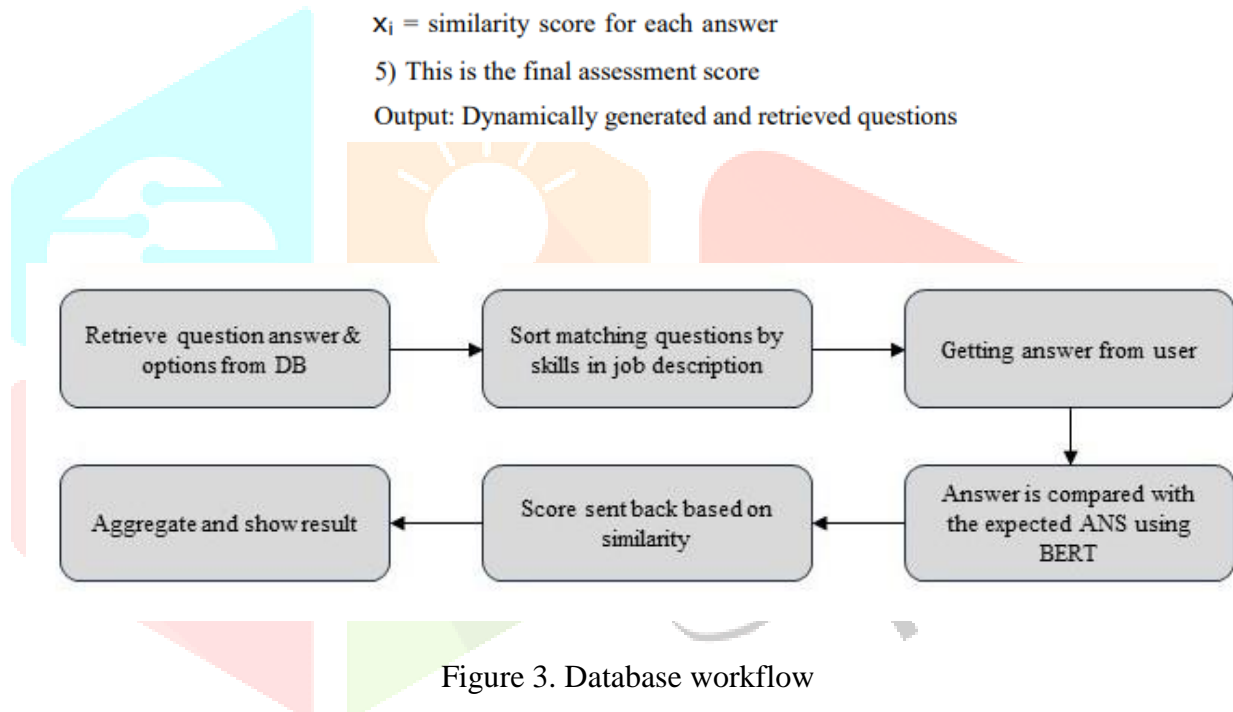 xᵢ = similarity score for each answer
5) This is the final assessment score
Output: Dynamically generated and retrieved questions
Retrieve question answer &
options from DB
Sort matching questions by
skills in job description
Getting answer from user
Answer is compared with
the expected ANS using
BERT
Score sent back based on
similarity
Aggregate and show result
Figure 3. Database workflow